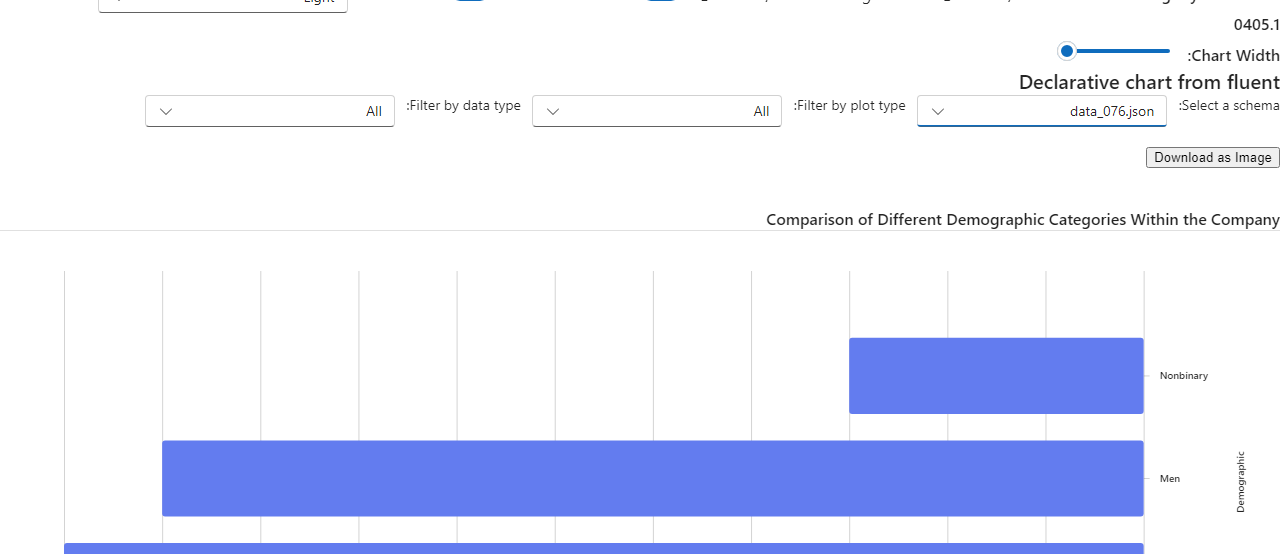 Light
0405.1
:Chart Width
Declarative chart from fluent
:Select a schema data_076.json :Filter by plot type All :Filter by data type All
Download as Image
Comparison of Different Demographic Categories Within the Company
Nonbinary
Men
Demographic